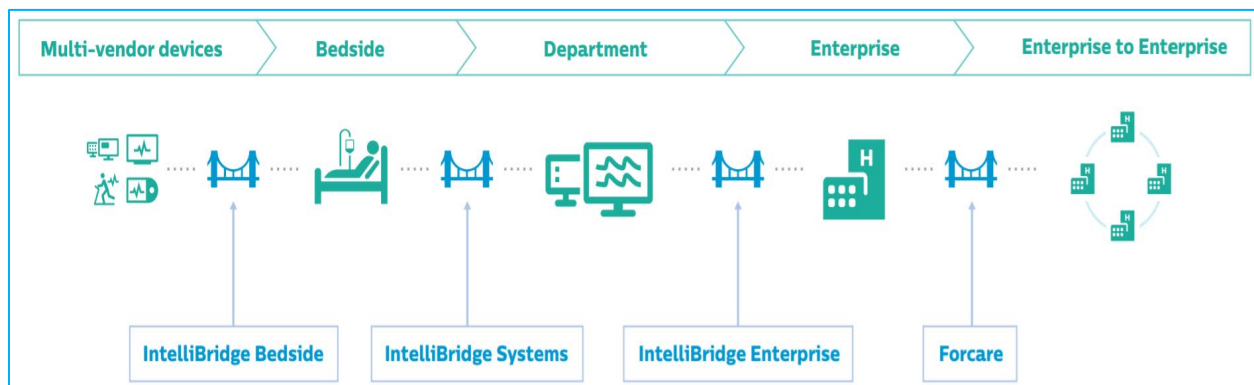 Multi-vendor devices
Bedside
Department
Enterprise
Enterprise to Enterprise
H
H
H
H
H
IntelliBridge Bedside
IntelliBridge Systems
IntelliBridge Enterprise
Forcare